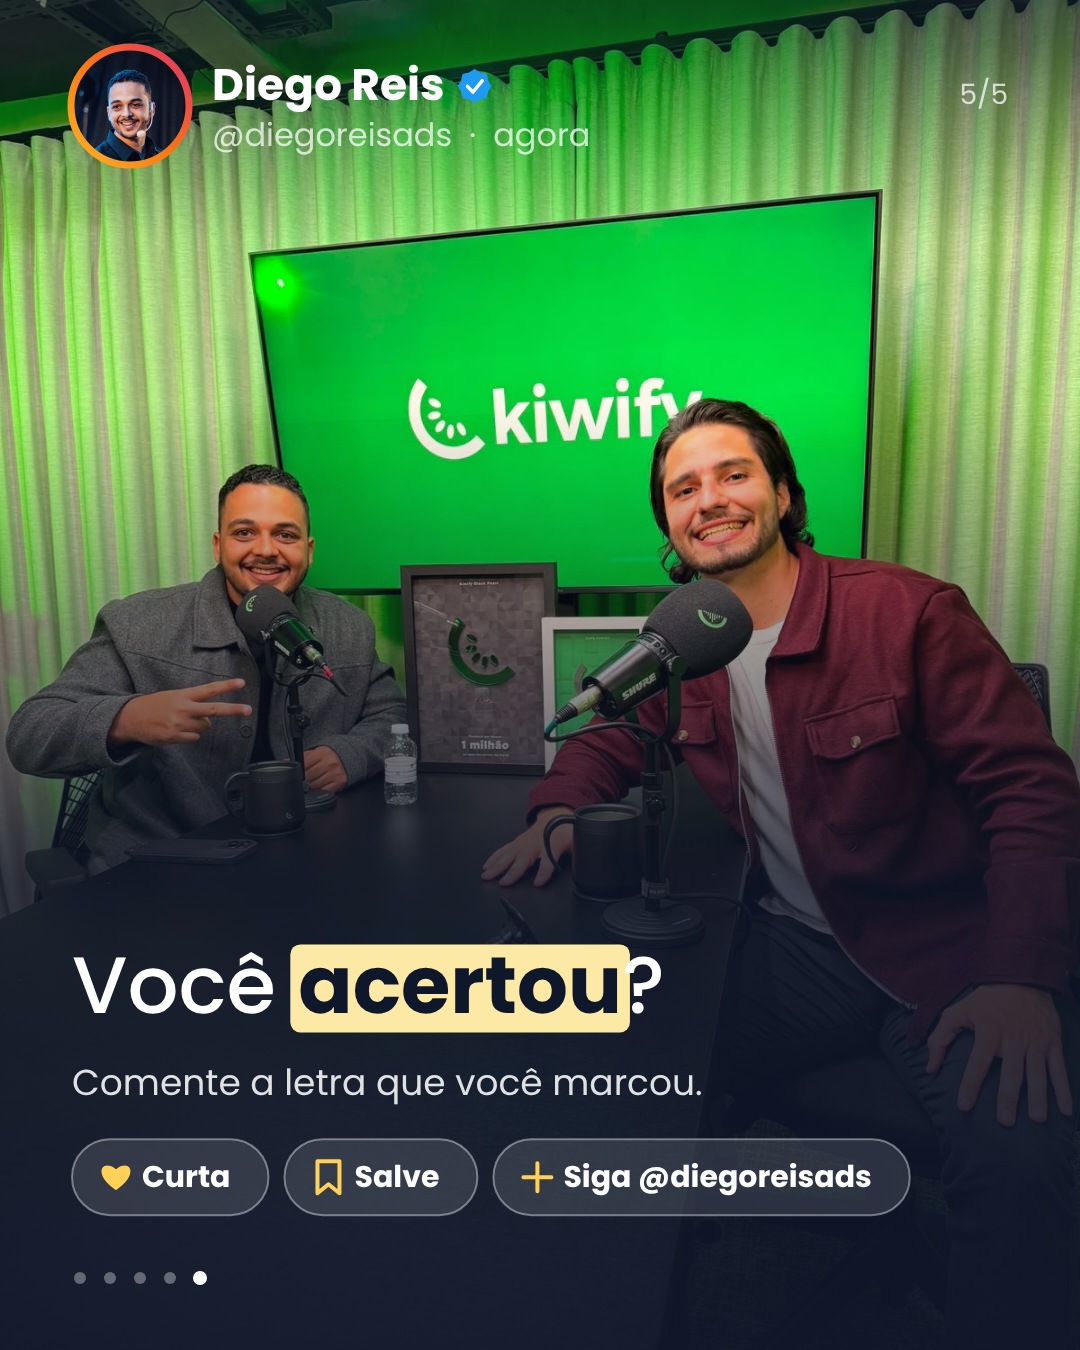 Diego Reis
@diegoreisads · agora
5/5
kiwify
SHURE
1 milhão
Você acertou?
Comente a letra que você marcou.
Curta
Salve
Siga @diegoreisads